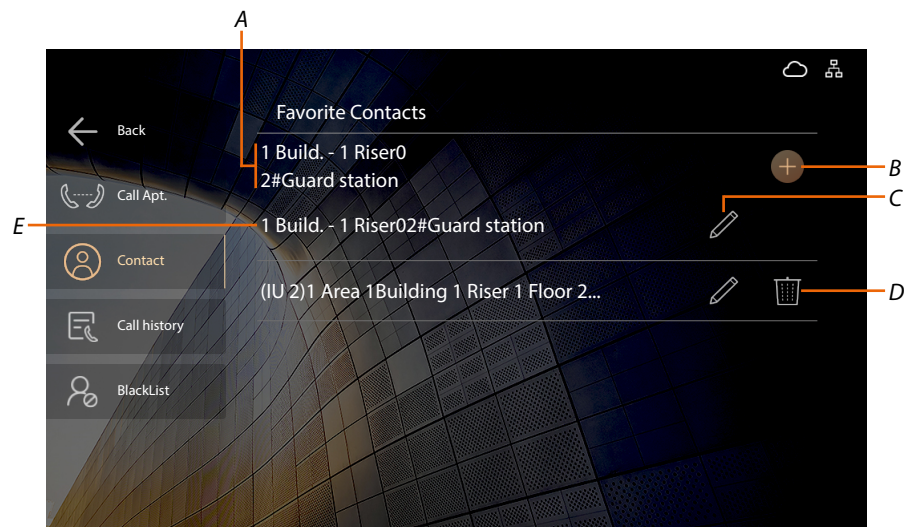 A
Favorite Contacts
Back
1 Build. - 1 Riser0
2#Guard station
B
C
Call Apt.
E
1 Build. - 1 Riser02#Guard station
Contact
(IU 2)1 Area 1Building 1 Riser 1 Floor 2...
D
Call history
BlackList